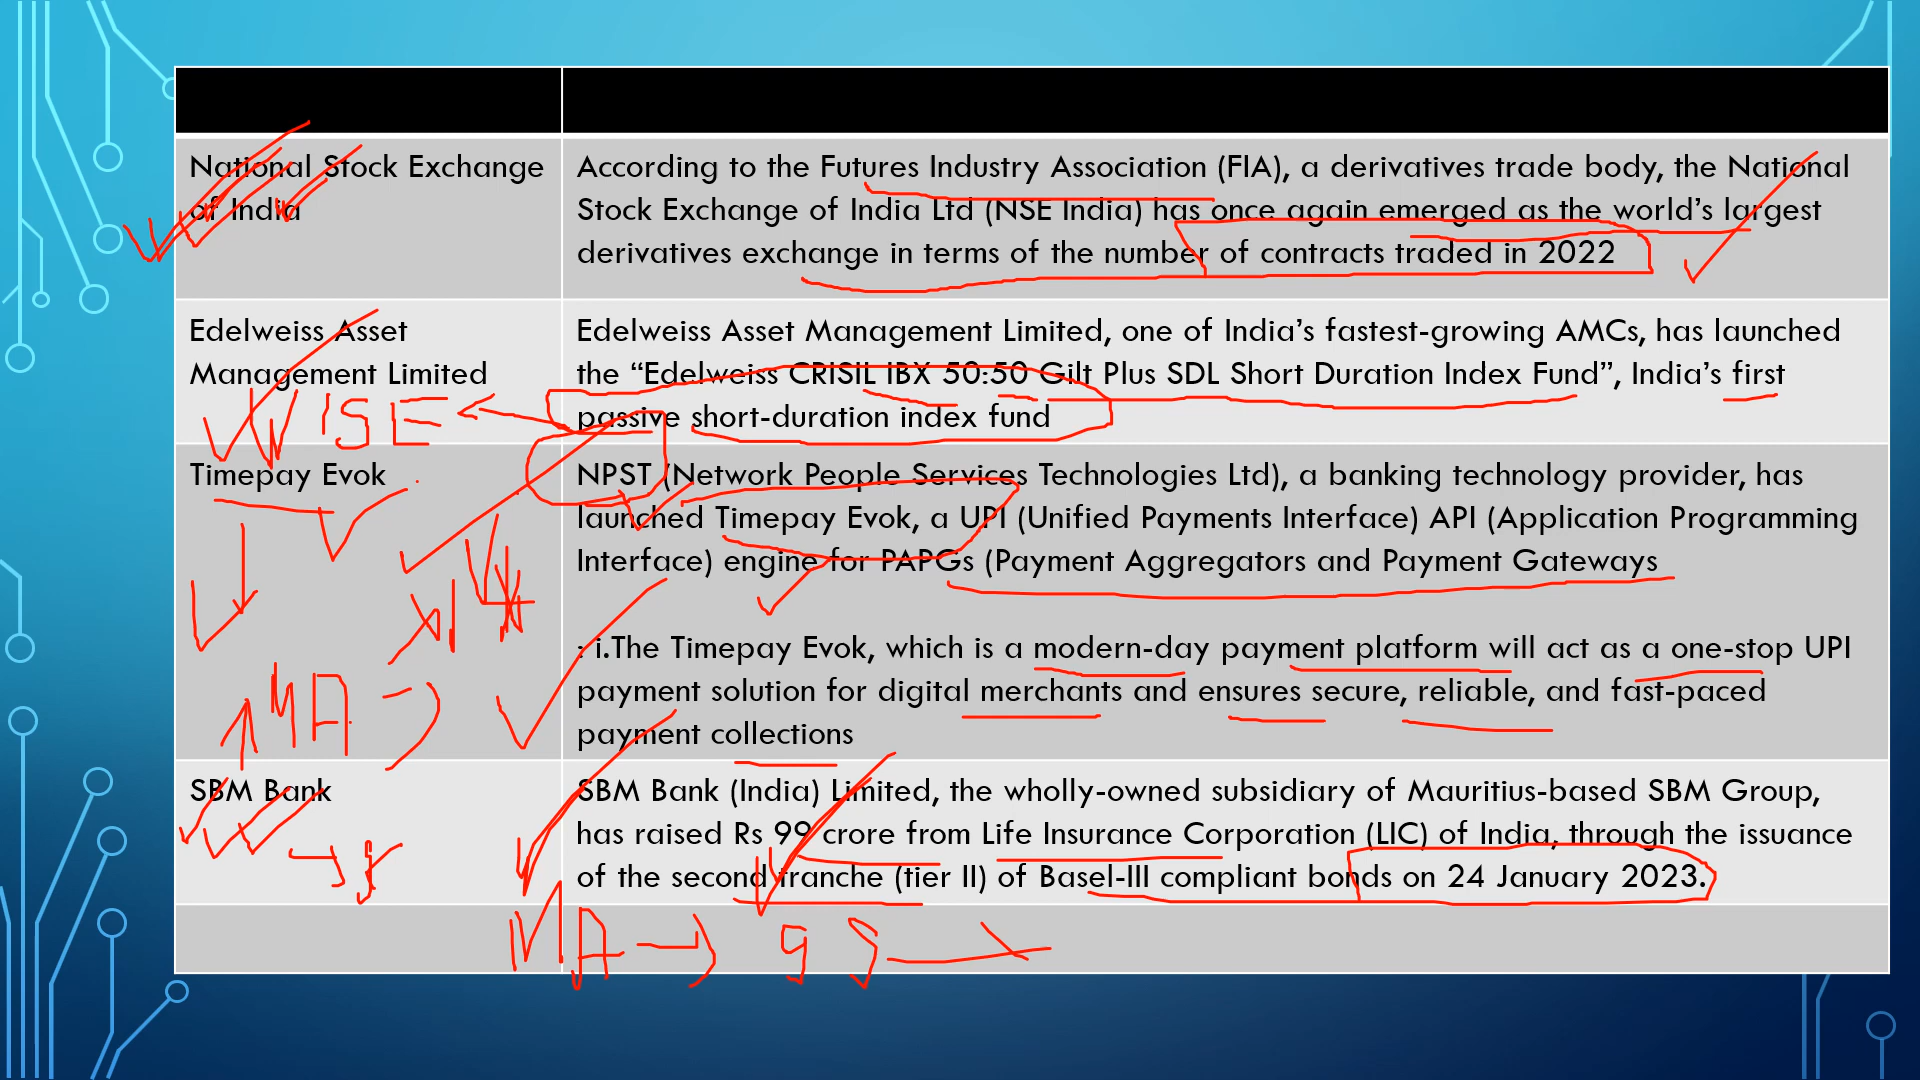 National Stock Exchange
of India
According to the Futures Industry Association (FIA), a derivatives trade body, the National
Stock Exchange of India Ltd (NSE India) has once again emerged as the world's largest
derivatives exchange in terms of the number of contracts traded in 2022
Edelweiss Asset
Management Limited
Edelweiss Asset Management Limited, one of India's fastest-growing AMCs, has launched
the “Edelweiss CRISIL IBX 50:50 Gilt Plus SDL Short Duration Index Fund”, India's first
passive short-duration index fund
Timepay Evok
NPST (Network People Services Technologies Ltd), a banking technology provider, has
launched Timepay Evok, a UPI (Unified Payments Interface) API (Application Programming
Interface) engine for PAPGs (Payment Aggregators and Payment Gateways
: i.The Timepay Evok, which is a modern-day payment platform will act as a one-stop UPI
payment solution for digital merchants and ensures secure, reliable, and fast-paced
payment collections
MA
SBM Bank
SBM Bank (India) Limited, the wholly-owned subsidiary of Mauritius-based SBM Group,
has raised Rs 99 crore from Life Insurance Corporation (LIC) of India, through the issuance
of the second tranche (tier II) of Basel-III compliant bonds on 24 January 2023.
MA